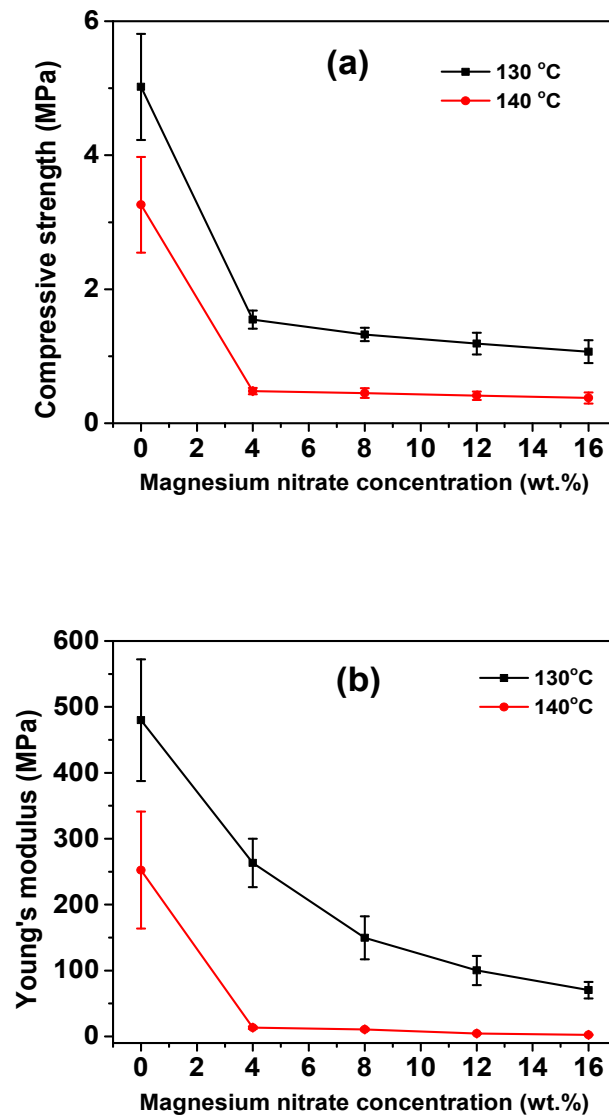 6
4
2
0
Compressive strength (MPa)
(a)
130 °C
140 °C
0 2 4 6 8 10 12 14 16
Magnesium nitrate concentration (wt.%)
600
500
400
300
200
100
0
Young's modulus (MPa)
(b)
130°C
140°C
0 2 4 6 8 10 12 14 16
Magnesium nitrate concentration (wt.%)